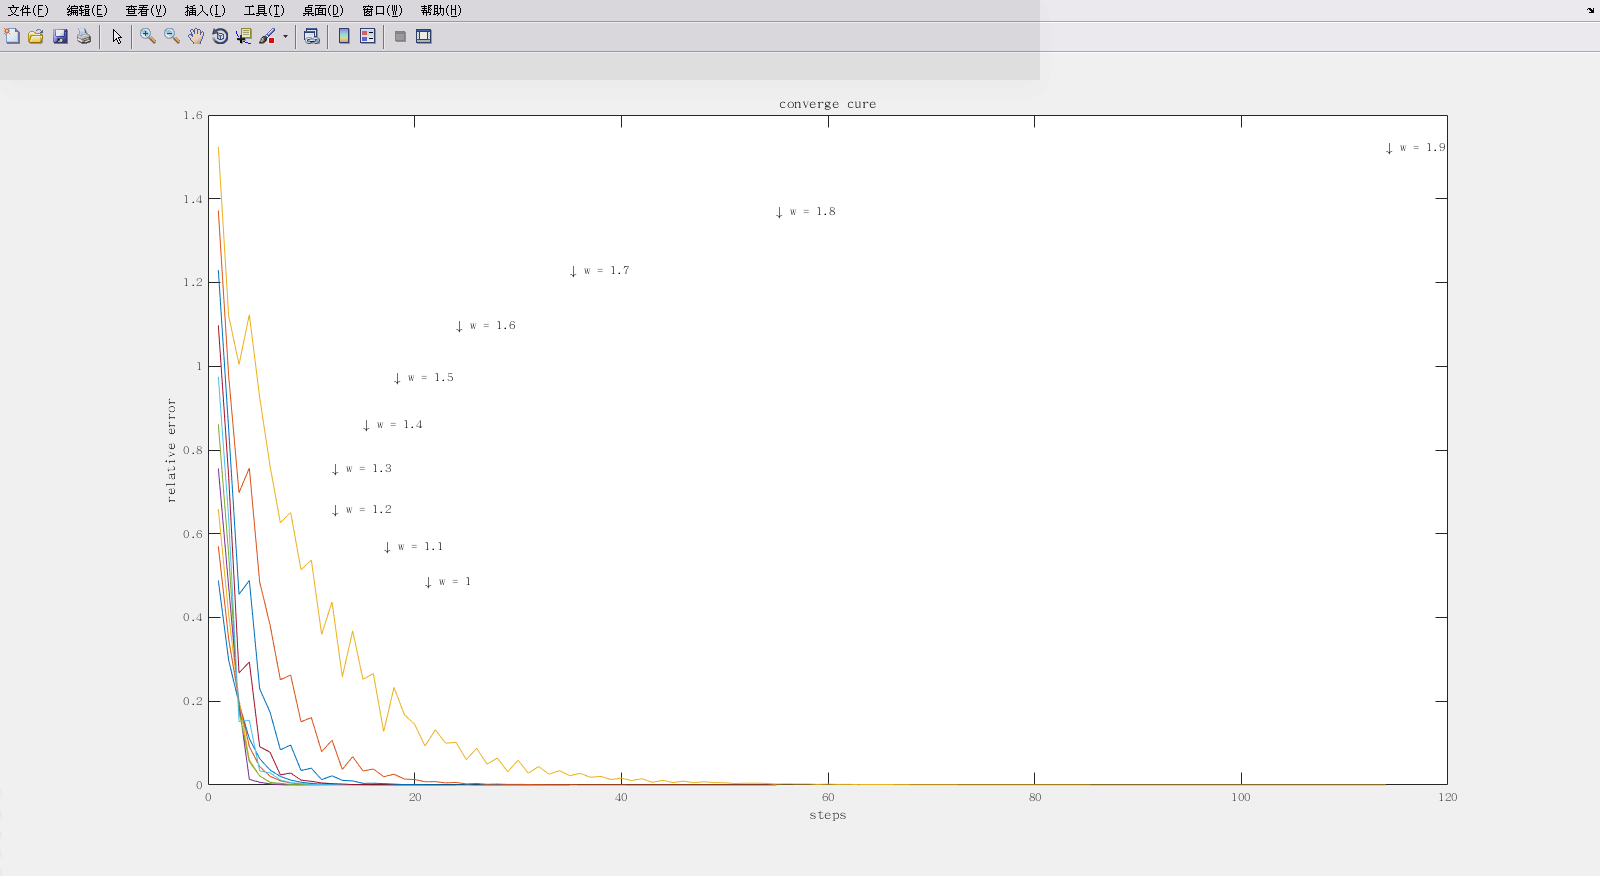 文件(F) 编辑(E) 查看(V) 插入(I) 工具(T) 桌面(D) 窗口(W) 帮助(H)
converge cure
1.6
↓ w = 1.9
1.4
↓ w = 1.8
1.2
↓ w = 1.7
↓ w = 1.6
1
↓ w = 1.5
↓ w = 1.4
relative error
0.8
↓ w = 1.3
↓ w = 1.2
0.6
↓ w = 1.1
↓ w = 1
0.4
0.2
0
0 20 40 60 80 100 120
steps